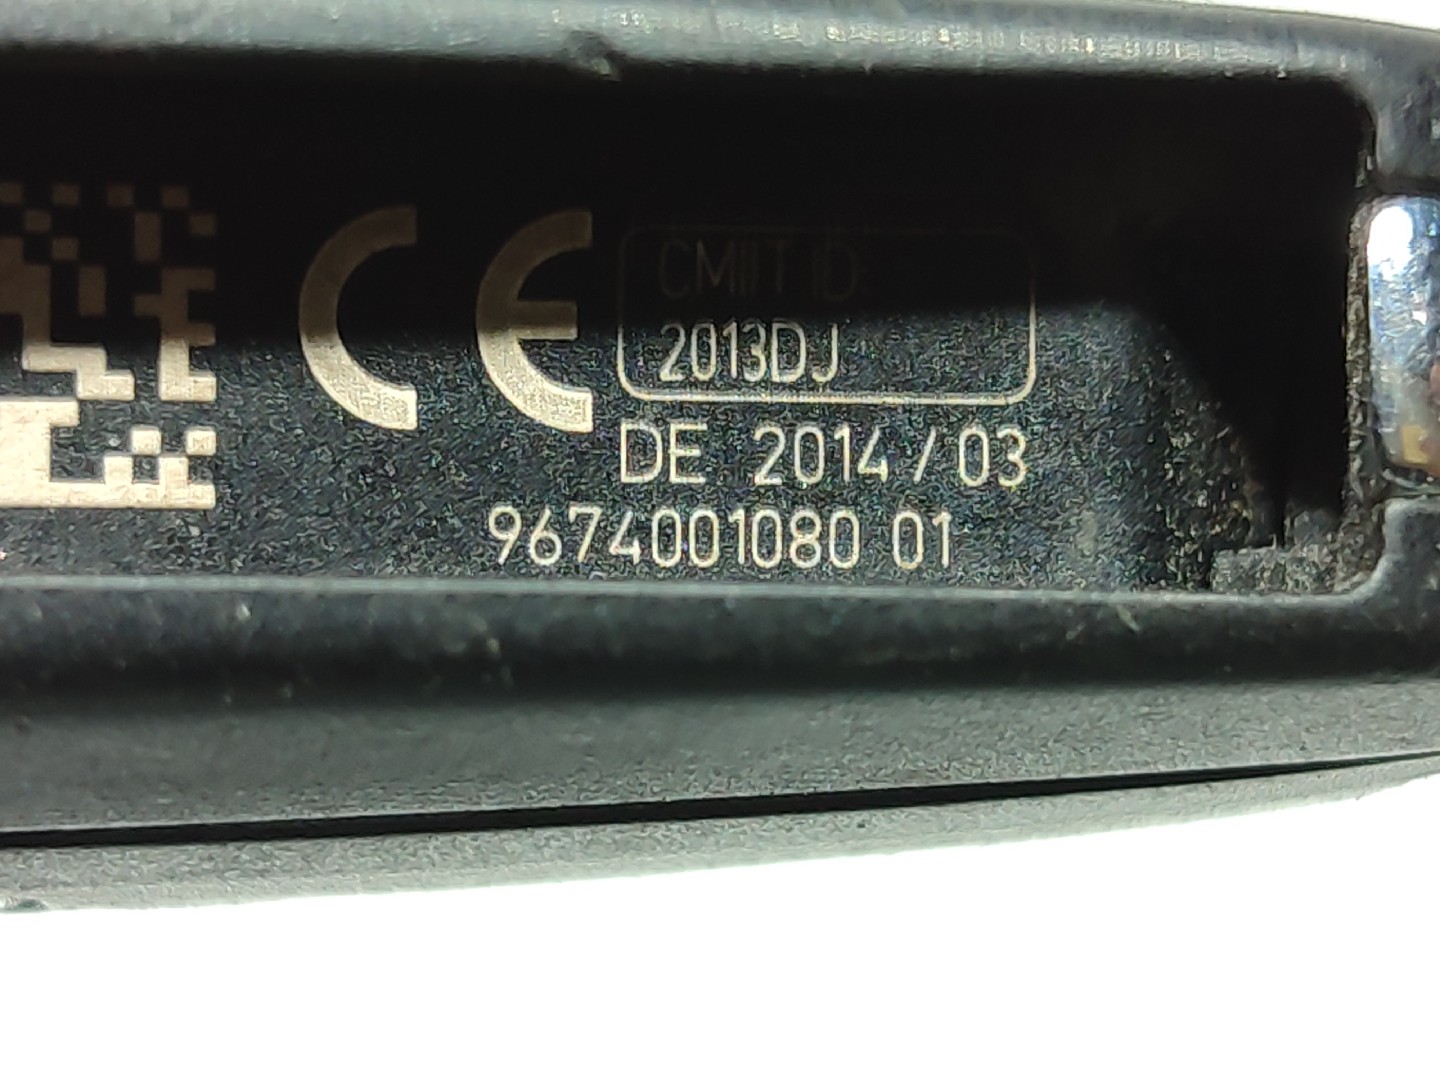 CE
CMIIT ID:
2013DJ
DE 2014/03
9674001080 01